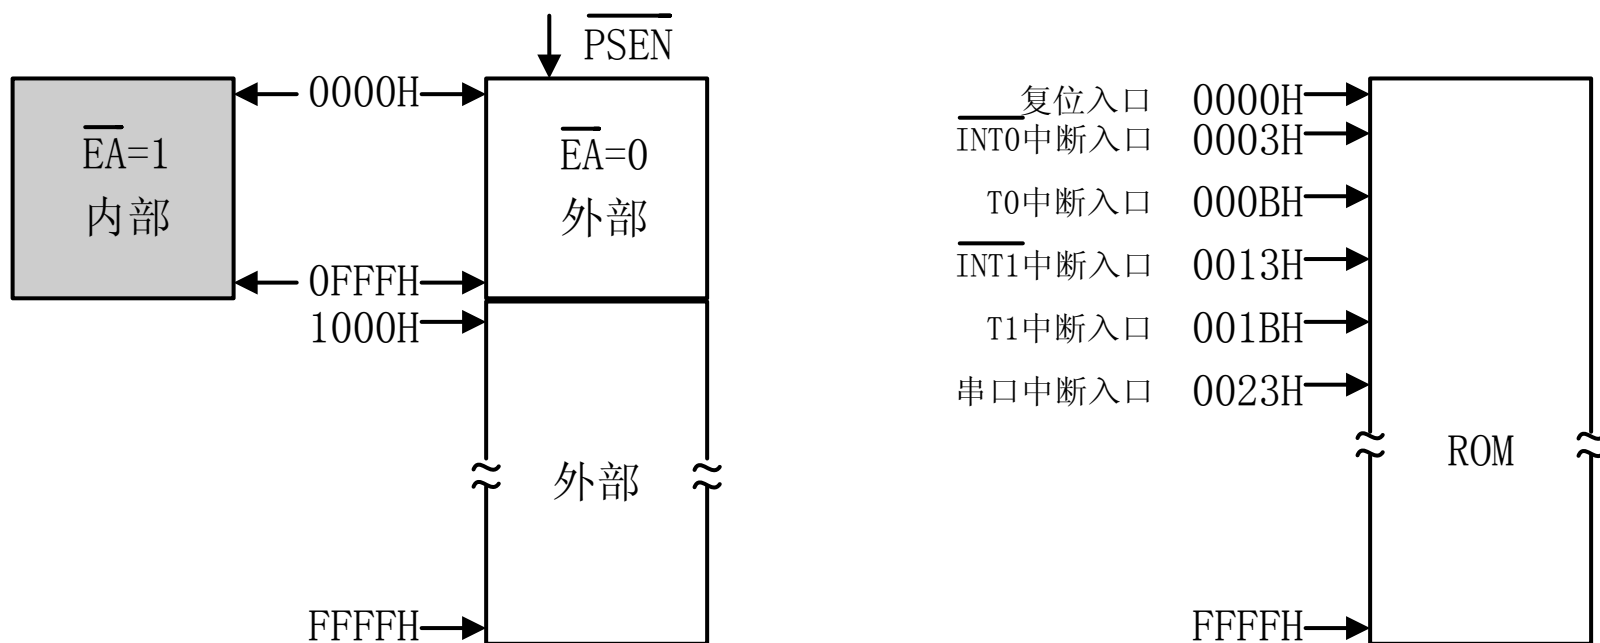 PSEN
0000H
EA=1
内部
EA=0
外部
0FFFH
1000H
外部
FFFFH
复位入口 0000H
INT0中断入口 0003H
T0中断入口 000BH
INT1中断入口 0013H
T1中断入口 001BH
串口中断入口 0023H
ROM
FFFFH